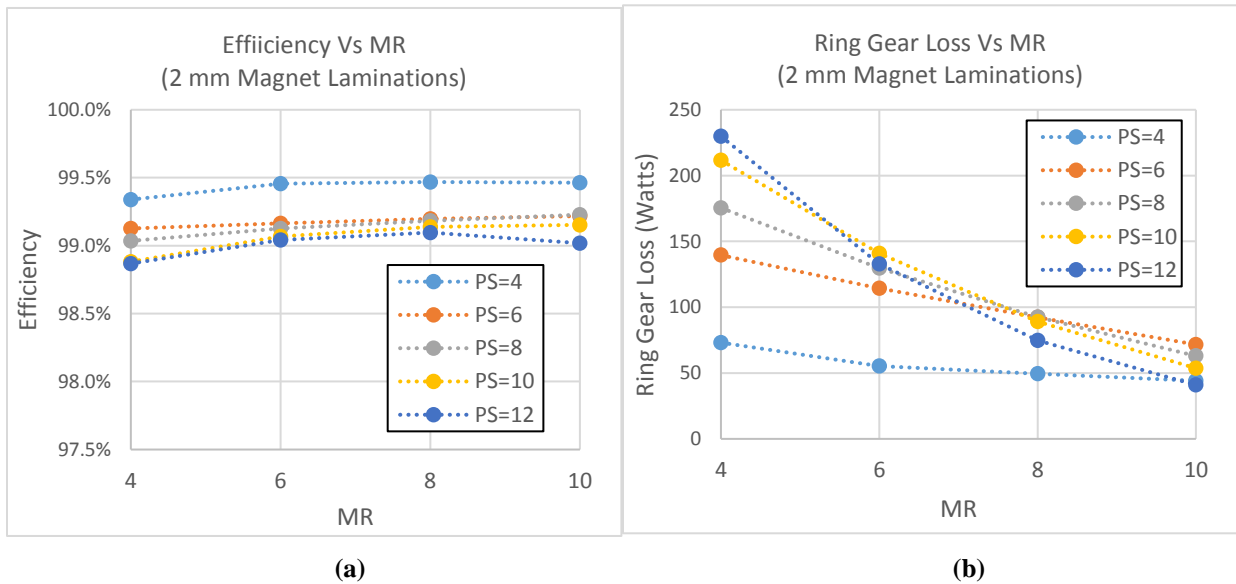 Effiiciency Vs MR
(2 mm Magnet Laminations)
100.0%
99.5%
99.0%
98.5%
98.0%
97.5%
Efficiency
4
6
8
10
MR
PS=4
PS=6
PS=8
PS=10
PS=12
(a)
Ring Gear Loss Vs MR
(2 mm Magnet Laminations)
250
200
150
100
50
0
Ring Gear Loss (Watts)
4
6
8
10
MR
PS=4
PS=6
PS=8
PS=10
PS=12
(b)